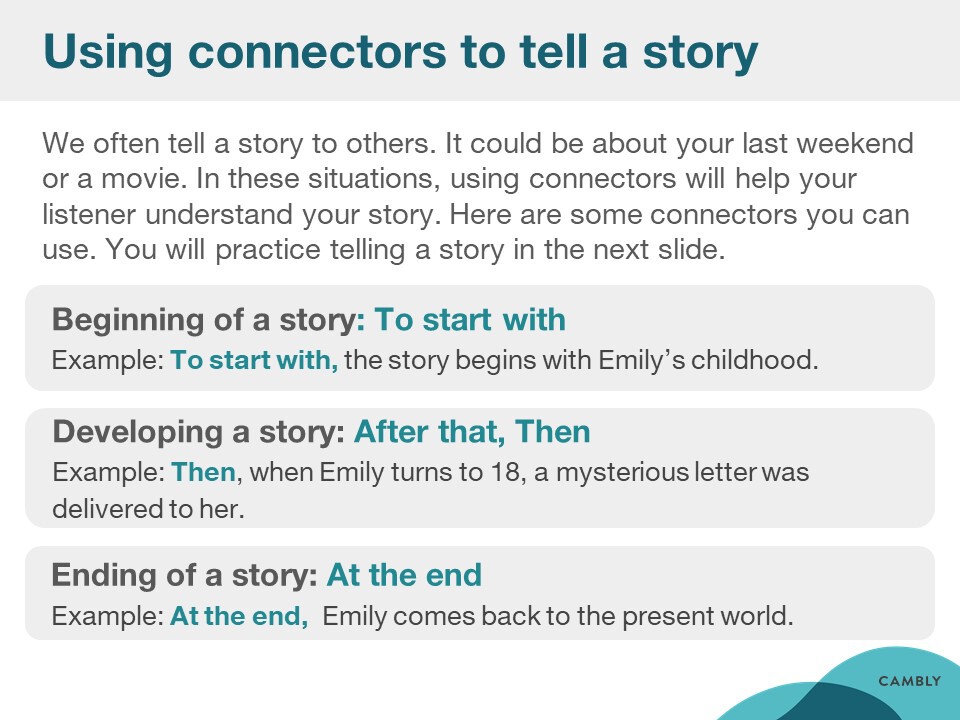 Using connectors to tell a story
We often tell a story to others. It could be about your last weekend
or a movie. In these situations, using connectors will help your
listener understand your story. Here are some connectors you can
use. You will practice telling a story in the next slide.
Beginning of a story: To start with
Example: To start with, the story begins with Emily’s childhood.
Developing a story: After that, Then
Example: Then, when Emily turns to 18, a mysterious letter was
delivered to her.
Ending of a story: At the end
Example: At the end, Emily comes back to the present world.
CAMBLY